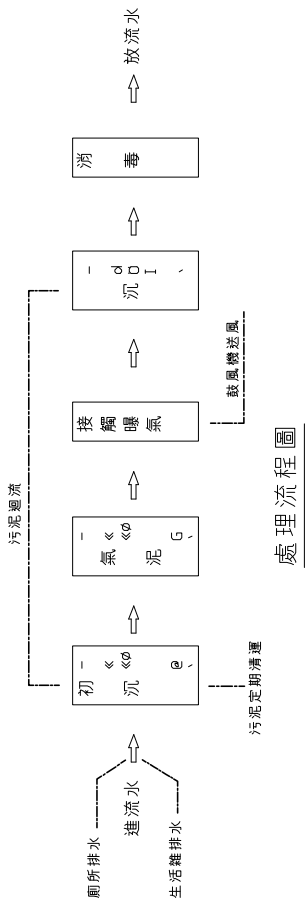 污泥迴流
廁所排水
進流水
生活雜排水
初沉
氣泥
接觸曝氣
沉
消毒
放流水
污泥定期清運
鼓風機送風
處理流程圖